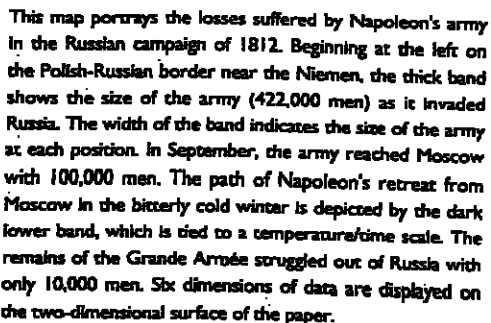 This map portrays the losses suffered by Napoleon's army
in the Russian campaign of 1812. Beginning at the left on
the Polish-Russian border near the Niemen, the thick band
shows the size of the army (422,000 men) as it invaded
Russia. The width of the band indicates the size of the army
at each position. In September, the army reached Moscow
with 100,000 men. The path of Napoleon's retreat from
Moscow in the bitterly cold winter is depicted by the dark
lower band, which is tied to a temperature/time scale. The
remains of the Grande Armée struggled out of Russia with
only 10,000 men. Six dimensions of data are displayed on
the two-dimensional surface of the paper.